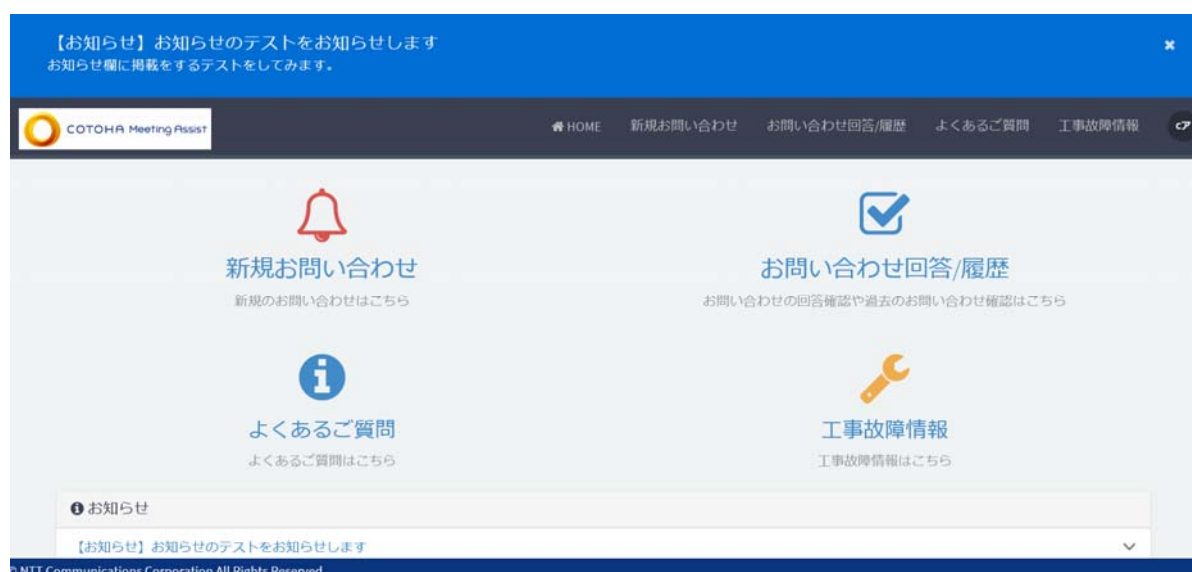 【お知らせ】お知らせのテストをお知らせします
お知らせ欄に掲載をするテストをしてみます。
COTOHA Meeting Assist
HOME 新規お問い合わせ お問い合わせ回答/履歴 よくあるご質問 工事故障情報
新規お問い合わせ
新規のお問い合わせはこちら
お問い合わせ回答/履歴
お問い合わせの回答確認や過去のお問い合わせ確認はこちら
よくあるご質問
よくあるご質問はこちら
工事故障情報
工事故障情報はこちら
お知らせ
【お知らせ】お知らせのテストをお知らせします
NTT Communications Corporation All Rights Reserved